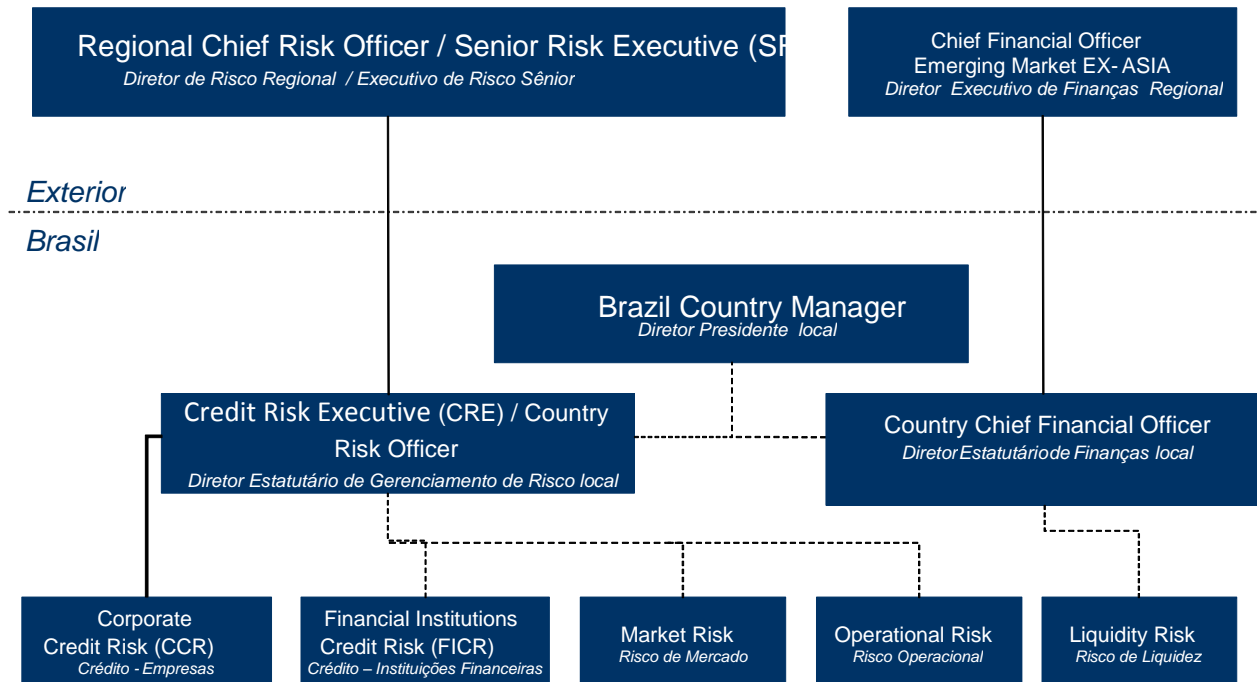 Regional Chief Risk Officer / Senior Risk Executive
Diretor de Risco Regional / Executivo de Risco Sênior
Chief Financial Officer
Emerging Market EX- ASIA
Diretor Executivo de Finanças Regional
Exterior
Brasil
Brazil Country Manager
Diretor Presidente local
Credit Risk Executive (CRE) / Country
Risk Officer
Diretor Estatutário de Gerenciamento de Risco local
Country Chief Financial Officer
Diretor Estatutário de Finanças local
Corporate
Credit Risk (CCR)
Crédito - Empresas
Financial Institutions
Credit Risk (FICR)
Crédito – Instituições Financeiras
Market Risk
Risco de Mercado
Operational Risk
Risco Operacional
Liquidity Risk
Risco de Liquidez